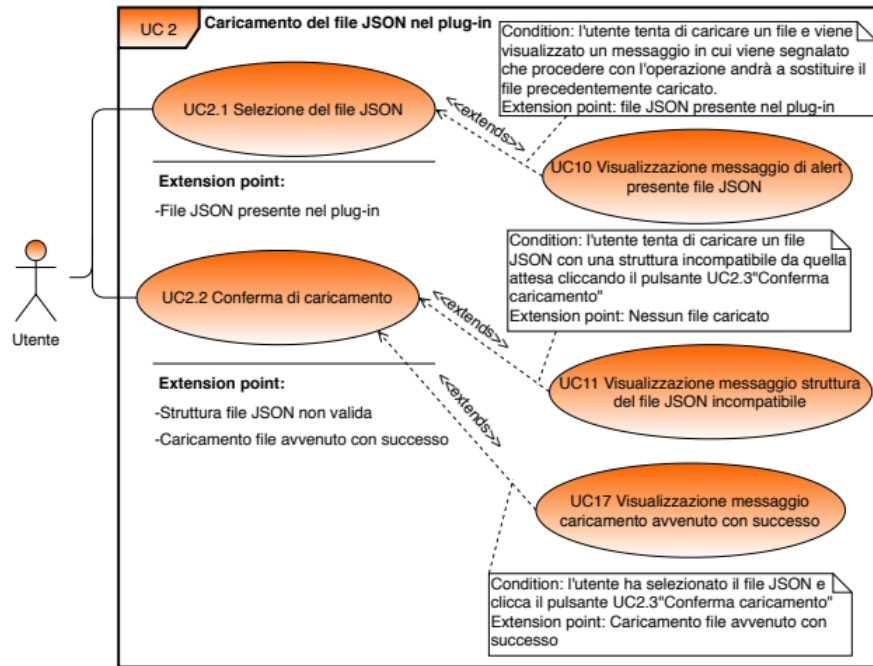 UC 2
Caricamento del file JSON nel plug-in
Condition: l'utente tenta di caricare un file e viene
visualizzato un messaggio in cui viene segnalato
che procedere con l'operazione andrà a sostituire il
file precedentemente caricato.
Extension point: file JSON presente nel plug-in
UC2.1 Selezione del file JSON
<<extends>>
Extension point:
-File JSON presente nel plug-in
UC10 Visualizzazione messaggio di alert
presente file JSON
Condition: l'utente tenta di caricare un file
JSON con una struttura incompatibile da quella
attesa cliccando il pulsante UC2.3"Conferma
caricamento"
Extension point: Nessun file caricato
Utente
UC2.2 Conferma di caricamento
<<extends>>
Extension point:
-Struttura file JSON non valida
-Caricamento file avvenuto con successo
<<extends>>
UC11 Visualizzazione messaggio struttura
del file JSON incompatibile
UC17 Visualizzazione messaggio
caricamento avvenuto con successo
Condition: l'utente ha selezionato il file JSON e
clicca il pulsante UC2.3"Conferma caricamento"
Extension point: Caricamento file avvenuto con
successo